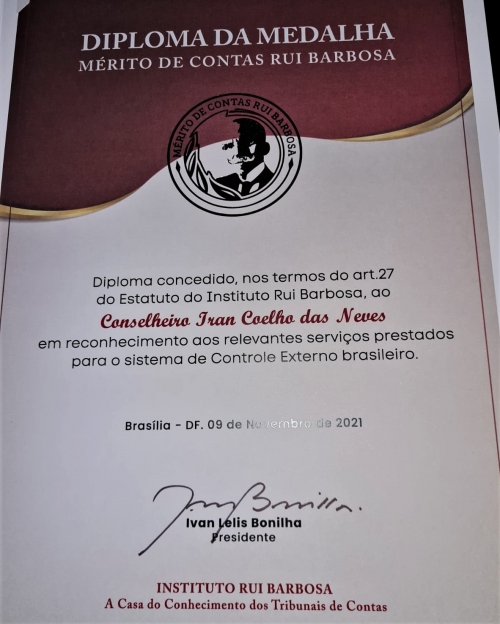 DIPLOMA DA MEDALHA
MÉRITO DE CONTAS RUI BARBOSA
MÉRITO DE CONTAS RUI BARBOSA
Diploma concedido, nos termos do art.27
do Estatuto do Instituto Rui Barbosa, ao
Conselheiro Iran Coelho das Neves
em reconhecimento aos relevantes serviços prestados
para o sistema de Controle Externo brasileiro.
Brasília - DF. 09 de Novembro de 2021
Ivan Lelis Bonilha
Presidente
INSTITUTO RUI BARBOSA
A Casa do Conhecimento dos Tribunais de Contas